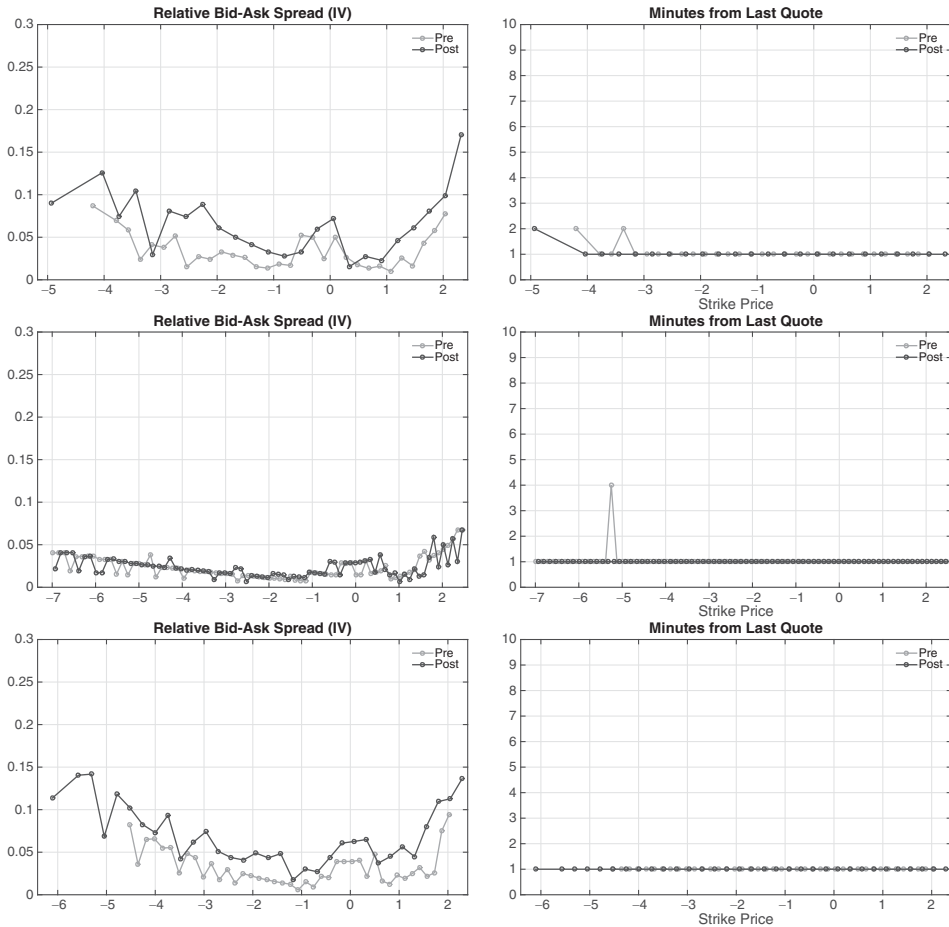 Relative Bid-Ask Spread (IV)
0.3
0.25
0.2
0.15
0.1
0.05
0
−5 −4 −3 −2 −1 0 1 2
Pre
Post
Minutes from Last Quote
10
9
8
7
6
5
4
3
2
1
0
−5 −4 −3 −2 −1 0 1 2
Strike Price
Pre
Post
Relative Bid-Ask Spread (IV)
0.3
0.25
0.2
0.15
0.1
0.05
0
−7 −6 −5 −4 −3 −2 −1 0 1 2
Pre
Post
Minutes from Last Quote
10
9
8
7
6
5
4
3
2
1
0
−7 −6 −5 −4 −3 −2 −1 0 1 2
Strike Price
Pre
Post
Relative Bid-Ask Spread (IV)
0.3
0.25
0.2
0.15
0.1
0.05
0
−6 −5 −4 −3 −2 −1 0 1 2
Pre
Post
Minutes from Last Quote
10
9
8
7
6
5
4
3
2
1
0
−6 −5 −4 −3 −2 −1 0 1 2
Strike Price
Pre
Post